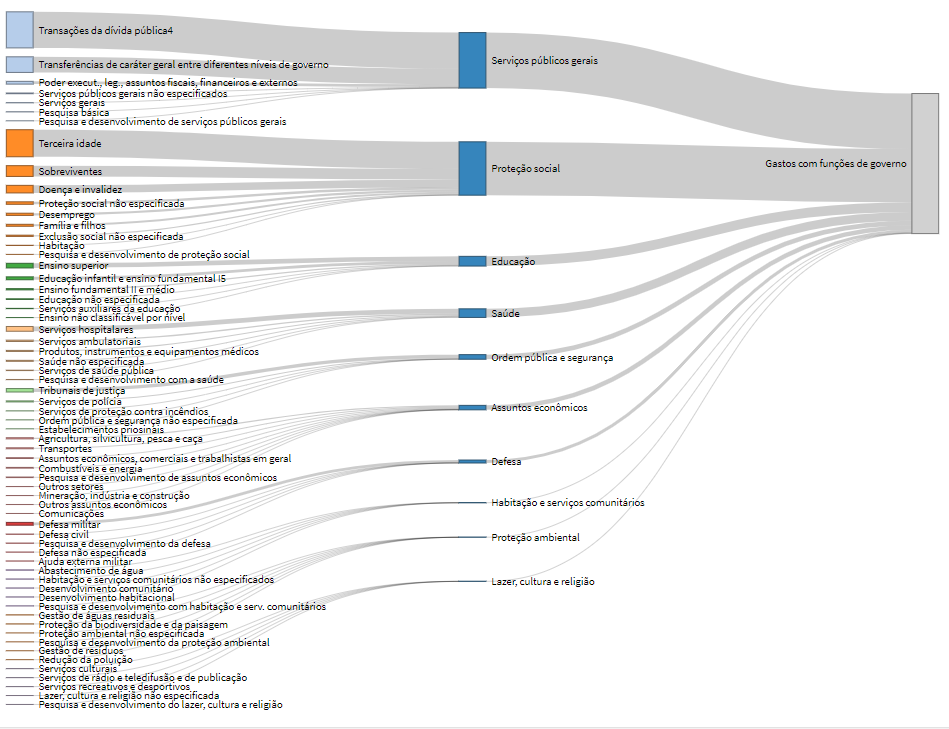 Transações da dívida pública4
Transferências de caráter geral entre diferentes níveis de governo
Poder execut., leg., assuntos fiscais, financeiros e externos
Serviços públicos gerais não especificados
Serviços gerais
Pesquisa básica
Pesquisa e desenvolvimento de serviços públicos gerais
Terceira idade
Sobreviventes
Doença e invalidez
Proteção social não especificada
Desemprego
Família e filhos
Exclusão social não especificada
Habitação
Pesquisa e desenvolvimento de proteção social
Ensino superior
Educação infantil e ensino fundamental I5
Ensino fundamental II e médio
Educação não especificada
Serviços auxiliares da educação
Ensino não classificável por nível
Serviços hospitalares
Serviços ambulatoriais
Produtos, instrumentos e equipamentos médicos
Saúde não especificada
Serviços de saúde pública
Pesquisa e desenvolvimento com a saúde
Tribunais de justiça
Serviços de polícia
Serviços de proteção contra incêndios
Ordem pública e segurança não especificada
Estabelecimentos priosinais
Agricultura, silvicultura, pesca e caça
Transportes
Assuntos econômicos, comerciais e trabalhistas em geral
Combustíveis e energia
Pesquisa e desenvolvimento de assuntos econômicos
Outros setores
Mineração, indústria e construção
Outros assuntos econômicos
Comunicações
Defesa militar
Defesa civil
Pesquisa e desenvolvimento da defesa
Defesa não especificada
Ajuda externa militar
Abastecimento de água
Habitação e serviços comunitários não especificados
Desenvolvimento comunitário
Desenvolvimento habitacional
Pesquisa e desenvolvimento com habitação e serv. comunitários
Gestão de águas residuais
Proteção da biodiversidade e da paisagem
Proteção ambiental não especificada
Pesquisa e desenvolvimento da proteção ambiental
Gestão de resíduos
Redução da poluição
Serviços culturais
Serviços de rádio e teledifusão e de publicação
Serviços recreativos e desportivos
Lazer, cultura e religião não especificada
Pesquisa e desenvolvimento do lazer, cultura e religião
Serviços públicos gerais
Proteção social
Educação
Saúde
Ordem pública e segurança
Assuntos econômicos
Defesa
Habitação e serviços comunitários
Proteção ambiental
Lazer, cultura e religião
Gastos com funções de governo